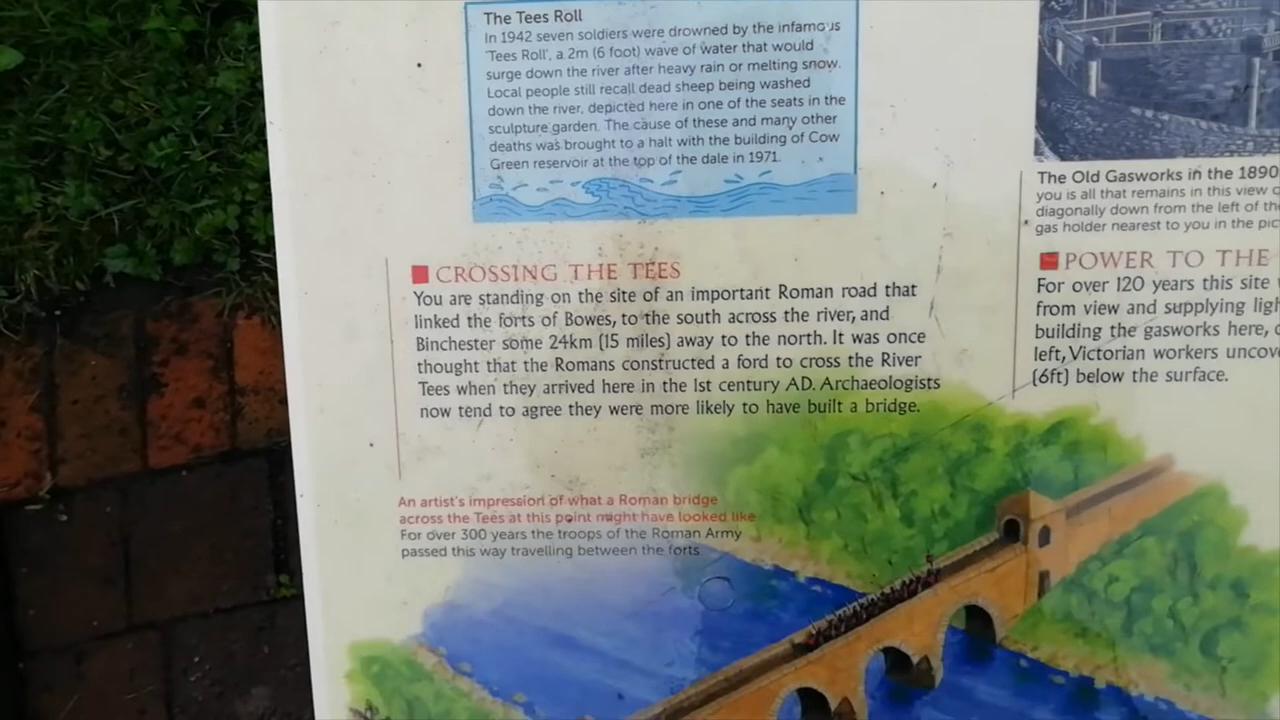 The Tees Roll
In 1942 seven soldiers were drowned by the infamous
'Tees Roll', a 2m (6 foot) wave of water that would
surge down the river after heavy rain or melting snow.
Local people still recall dead sheep being washed
down the river, depicted here in one of the seats in the
sculpture garden. The cause of these and many other
deaths was brought to a halt with the building of Cow
Green reservoir at the top of the dale in 1971.
CROSSING THE TEES
You are standing on the site of an important Roman road that
linked the forts of Bowes, to the south across the river, and
Binchester some 24km (15 miles) away to the north. It was once
thought that the Romans constructed a ford to cross the River
Tees when they arrived here in the 1st century AD. Archaeologists
now tend to agree they were more likely to have built a bridge.
An artist's impression of what a Roman bridge
across the Tees at this point might have looked like
For over 300 years the troops of the Roman Army
passed this way travelling between the forts
The Old Gasworks in the 1890
you is all that remains in this view
diagonally down from the left of
gas holder nearest to you in the
POWER TO THE
For over 120 years this site
from view and supplying
building the gasworks here,
left, Victorian workers
(6ft) below the surface.